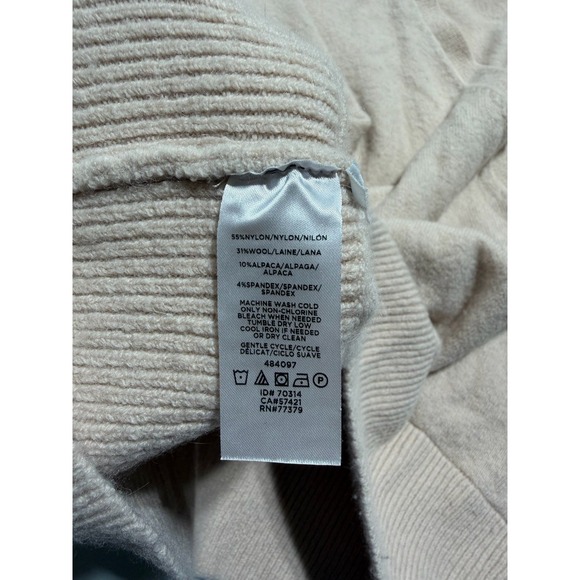 55%NYLON/NYLON/NILÓN
31%WOOL/LAINE/LANA
10%ALPACA/ALPAGA/
ALPACA
4%SPANDEX/SPANDEX/
SPANDEX
MACHINE WASH COLD
ONLY NON-CHLORINE
BLEACH WHEN NEEDED
TUMBLE DRY LOW
COOL IRON IF NEEDED
OR DRY CLEAN
GENTLE CYCLE/CYCLE
DÉLICAT/CICLO SUAVE
484097
P
ID# 70314
CA#57421
RN#77379